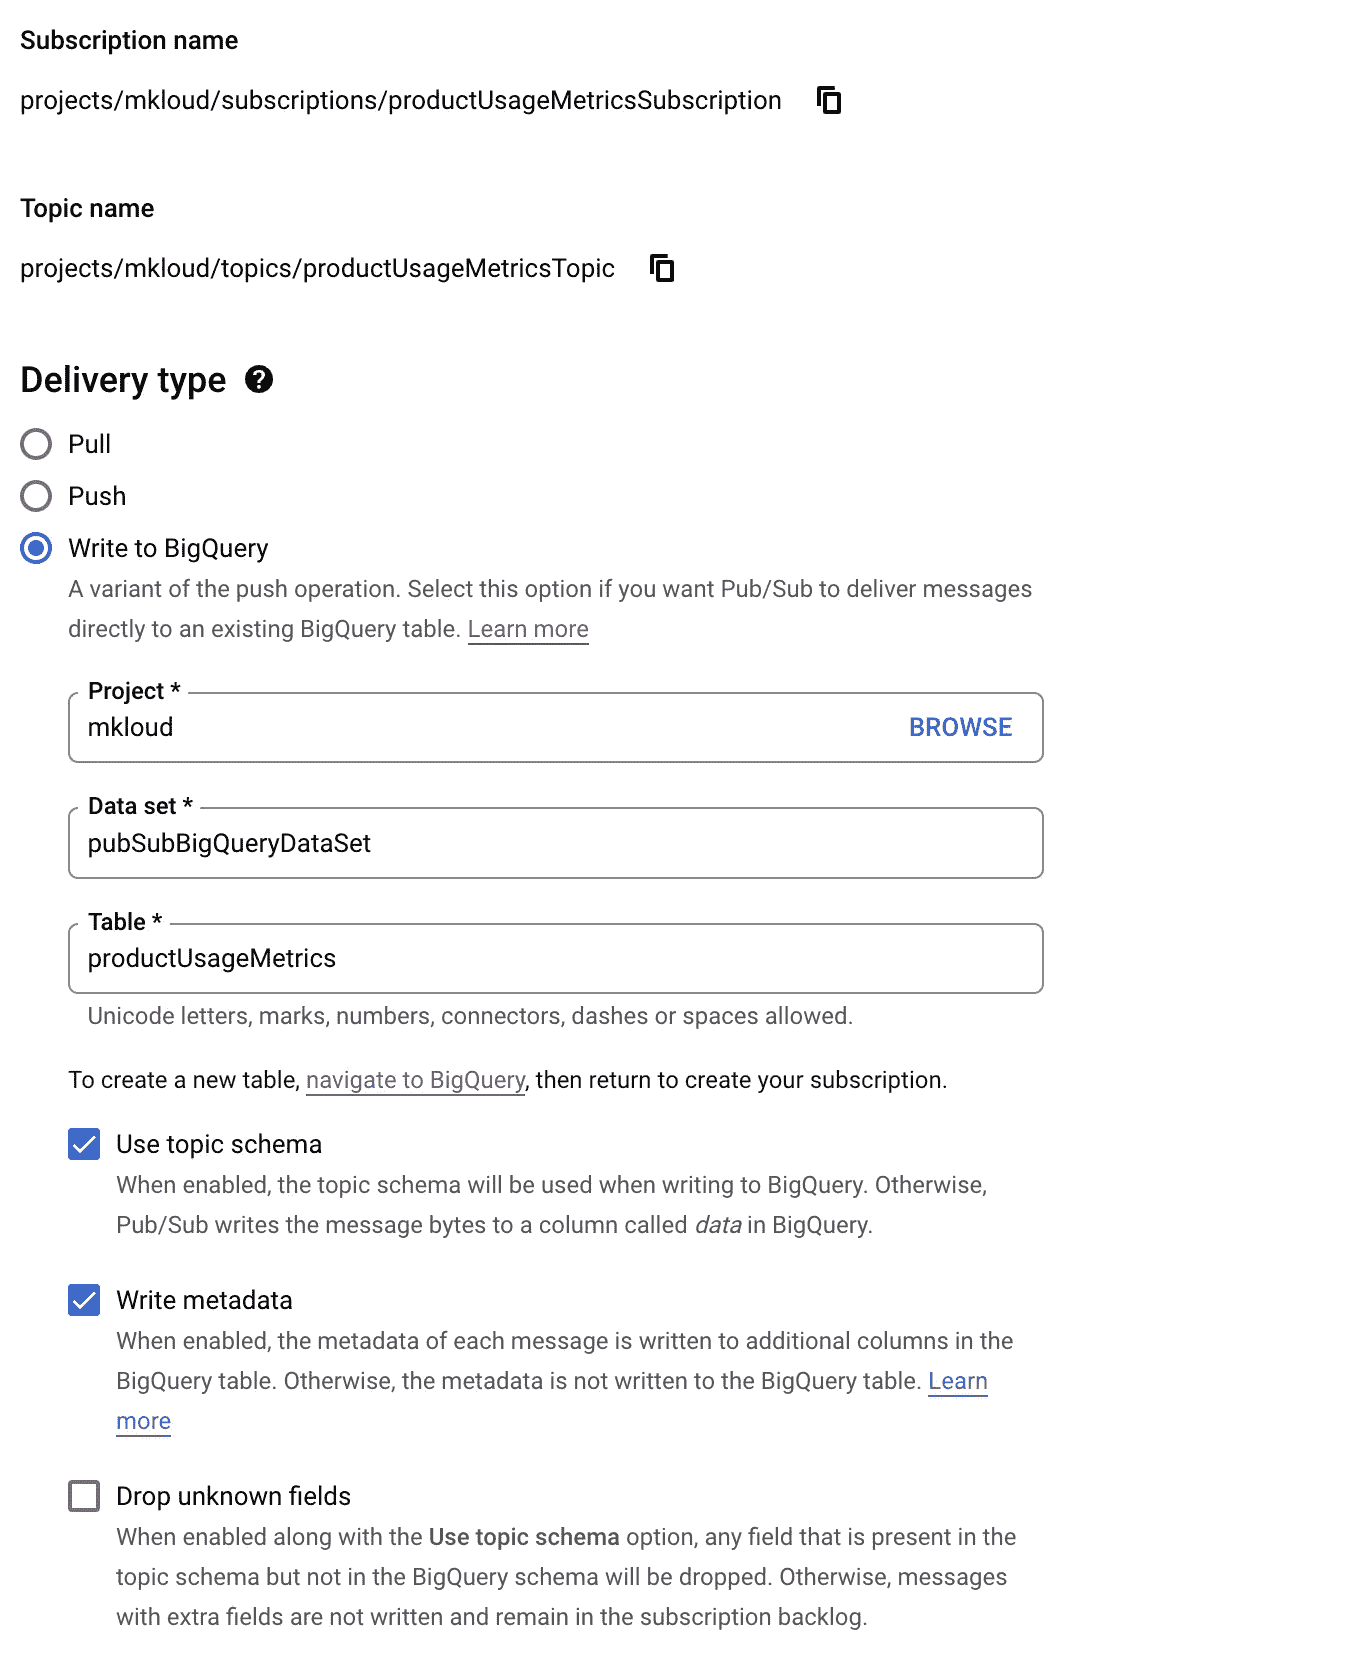 Subscription name
projects/mkloud/subscriptions/productUsageMetricsSubscription
Topic name
projects/mkloud/topics/productUsageMetricsTopic
Delivery type ?
Pull
Push
Write to BigQuery
A variant of the push operation. Select this option if you want Pub/Sub to deliver messages
directly to an existing BigQuery table. Learn more
Project *
mkloud BROWSE
Data set *
pubSubBigQueryDataSet
Table *
productUsageMetrics
Unicode letters, marks, numbers, connectors, dashes or spaces allowed.
To create a new table, navigate to BigQuery, then return to create your subscription.
Use topic schema
When enabled, the topic schema will be used when writing to BigQuery. Otherwise,
Pub/Sub writes the message bytes to a column called data in BigQuery.
Write metadata
When enabled, the metadata of each message is written to additional columns in the
BigQuery table. Otherwise, the metadata is not written to the BigQuery table. Learn
more
Drop unknown fields
When enabled along with the Use topic schema option, any field that is present in the
topic schema but not in the BigQuery schema will be dropped. Otherwise, messages
with extra fields are not written and remain in the subscription backlog.